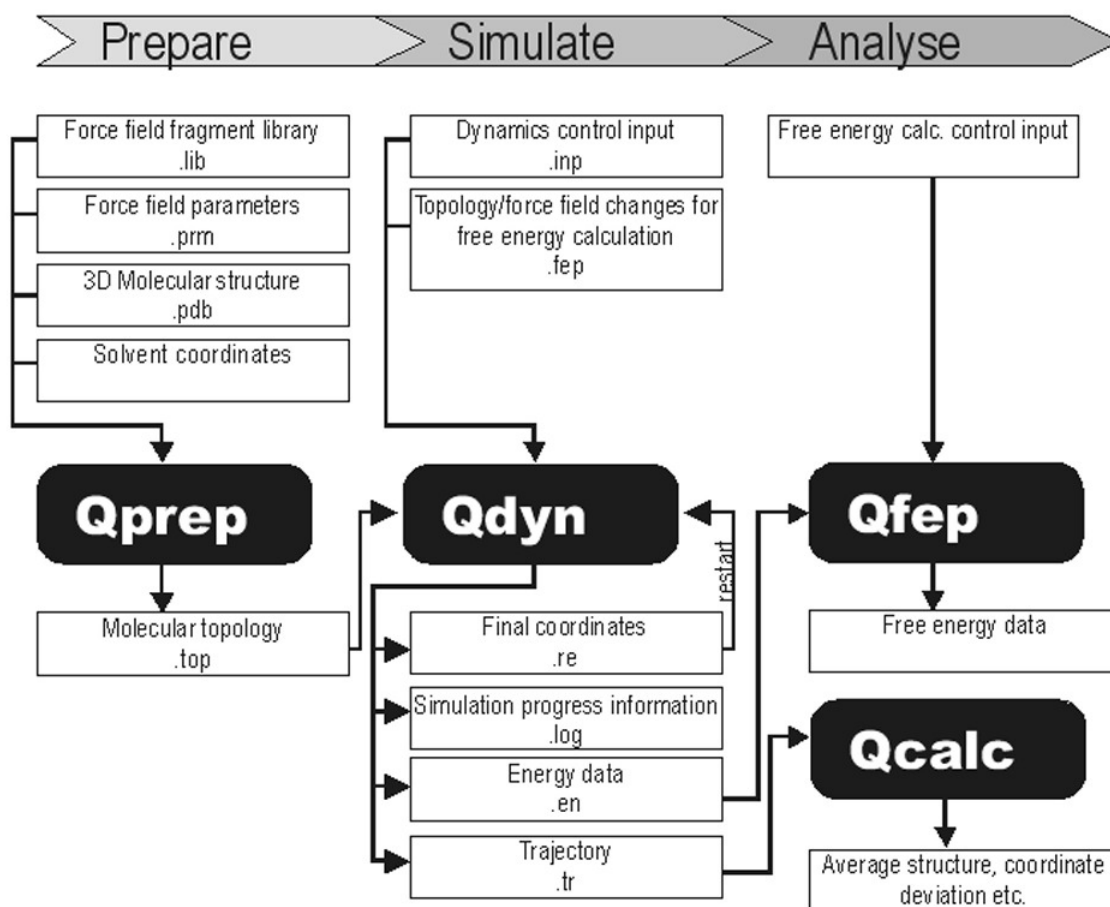 Prepare
Simulate
Analyse
Force field fragment library
.lib
Force field parameters
.prm
3D Molecular structure
.pdb
Solvent coordinates
Dynamics control input
.inp
Topology/force field changes for
free energy calculation
.fep
Free energy calc. control input
Qprep
Qdyn
Qfep
restart
Molecular topology
.top
Final coordinates
.re
Simulation progress information
.log
Energy data
.en
Trajectory
.tr
Free energy data
Qcalc
Average structure, coordinate
deviation etc.